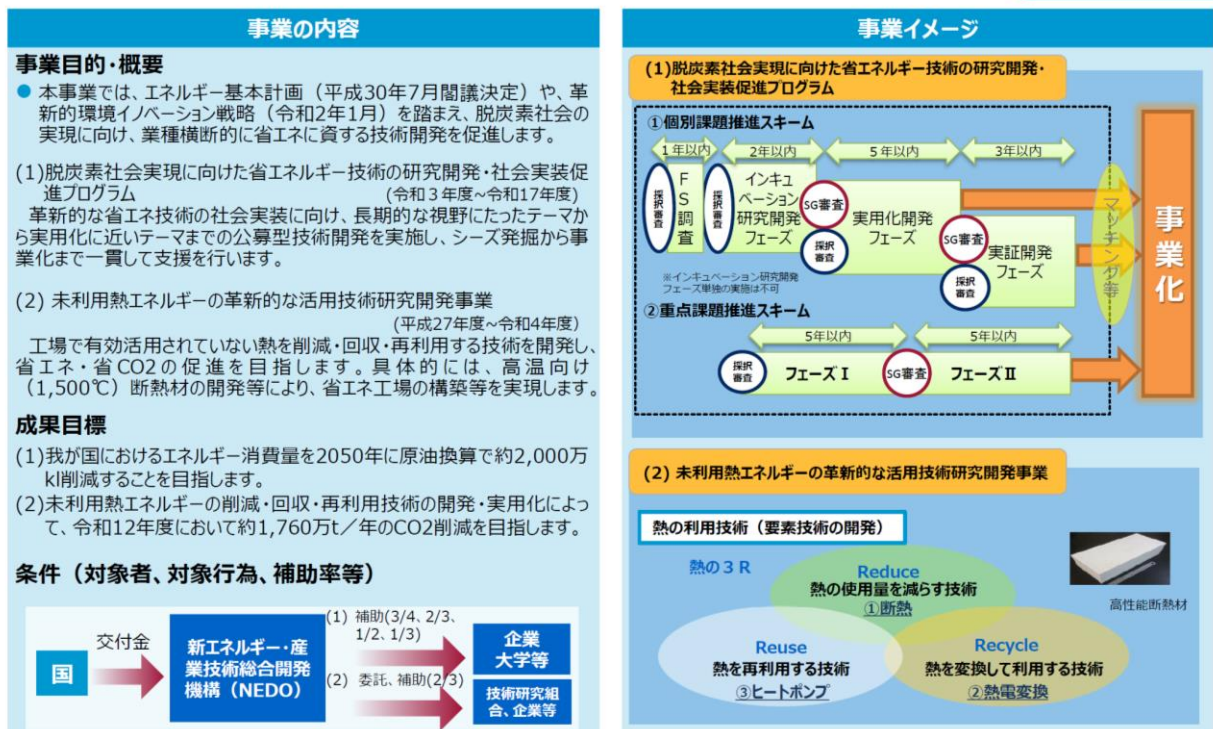 事業の内容
事業目的・概要
● 本事業では、エネルギー基本計画（平成30年7月閣議決定）や、革
新的環境イノベーション戦略（令和2年1月）を踏まえ、脱炭素社会の
実現に向け、業種横断的に省エネに資する技術開発を促進します。
(1)脱炭素社会実現に向けた省エネルギー技術の研究開発・社会実装促
進プログラム (令和３年度~令和17年度)
革新的な省エネ技術の社会実装に向け、長期的な視野にたったテーマか
ら実用化に近いテーマまでの公募型技術開発を実施し、シーズ発掘から事
業化まで一貫して支援を行います。
(2) 未利用熱エネルギーの革新的な活用技術研究開発事業
(平成27年度~令和4年度)
工場で有効活用されていない熱を削減・回収・再利用する技術を開発し、
省エネ・省CO2の促進を目指します。具体的には、高温向け
（1,500℃）断熱材の開発等により、省エネ工場の構築等を実現します。
成果目標
(1)我が国におけるエネルギー消費量を2050年に原油換算で約2,000万
kl削減することを目指します。
(2)未利用熱エネルギーの削減・回収・再利用技術の開発・実用化によっ
て、令和12年度において約1,760万t／年のCO2削減を目指します。
条件（対象者、対象行為、補助率等）
国
交付金
新エネルギー・産
業技術総合開発
機構（NEDO）
(1) 補助(3/4、2/3、
1/2、1/3)
企業
大学等
(2) 委託、補助(2/3)
技術研究組
合、企業等
事業イメージ
(1)脱炭素社会実現に向けた省エネルギー技術の研究開発・
社会実装促進プログラム
①個別課題推進スキーム
１年以内
2年以内
５年以内
3年以内
採択審査
ＦＳ調査
採択審査
インキュ
ベーション
研究開発
フェーズ
SG審査
採択
審査
実用化開発
フェーズ
SG審査
採択
審査
実証開発
フェーズ
マッチング等
事業化
※インキュベーション研究開発
フェーズ単独の実施は不可
②重点課題推進スキーム
5年以内
5年以内
採択
審査
フェーズⅠ
SG審査
フェーズⅡ
(2) 未利用熱エネルギーの革新的な活用技術研究開発事業
熱の利用技術（要素技術の開発）
熱の３Ｒ
Reduce
熱の使用量を減らす技術
①断熱
高性能断熱材
Reuse
熱を再利用する技術
③ヒートポンプ
Recycle
熱を変換して利用する技術
②熱電変換